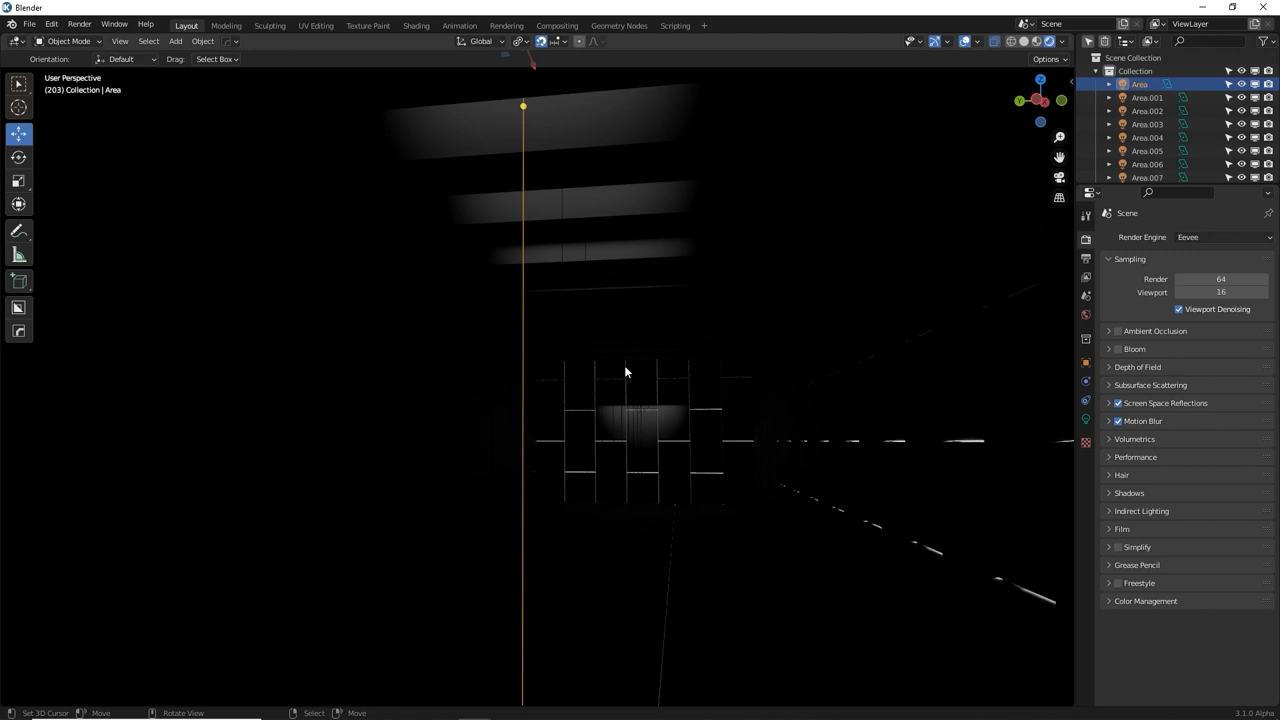 Blender
File Edit Render Window Help Layout Modeling Sculpting UV Editing Texture Paint Shading Animation Rendering Compositing Geometry Nodes Scripting + Scene ViewLayer
Object Mode View Select Add Object Global
Orientation: Default Drag: Select Box Options
User Perspective
(203) Collection | Area
Z
Y
X
Scene Collection
Collection
Area
Area.001
Area.002
Area.003
Area.004
Area.005
Area.006
Area.007
Scene
Render Engine Eevee
Sampling
Render 64
Viewport 16
Viewport Denoising
Ambient Occlusion
Bloom
Depth of Field
Subsurface Scattering
Screen Space Reflections
Motion Blur
Volumetrics
Performance
Hair
Shadows
Indirect Lighting
Film
Simplify
Grease Pencil
Freestyle
Color Management
Set 3D Cursor Move Rotate View Select Move 3.1.0 Alpha